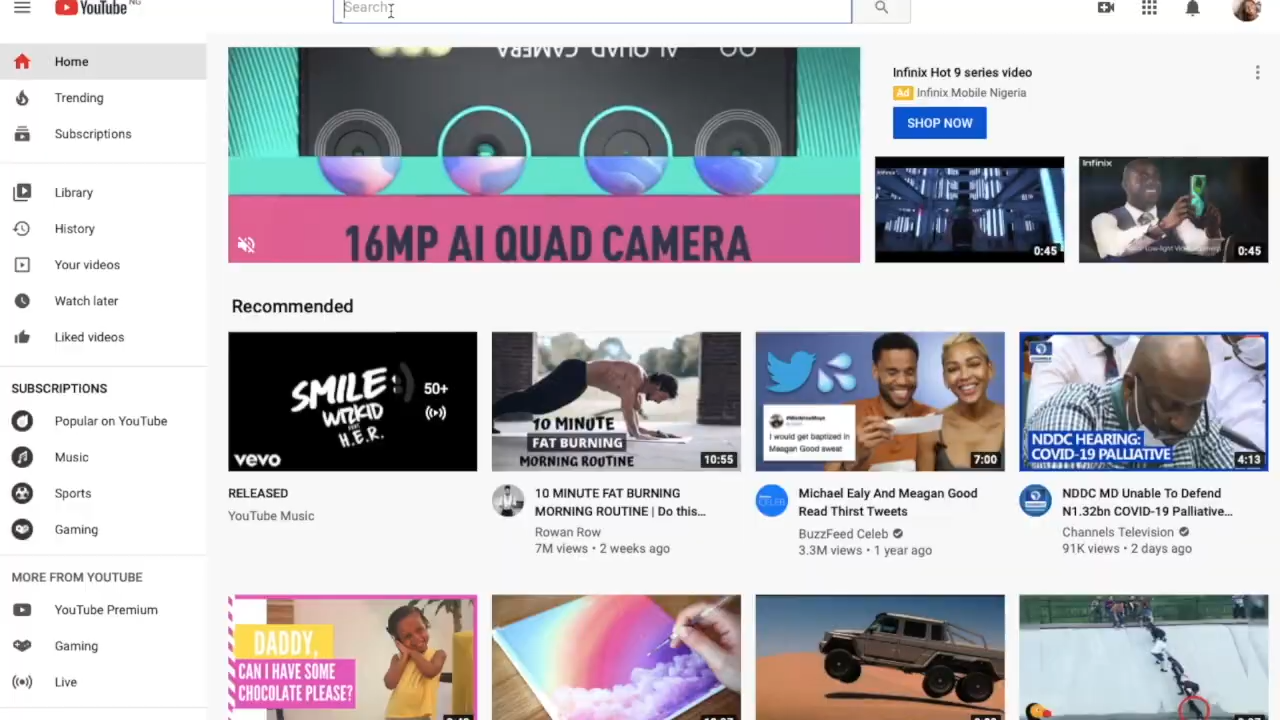 YouTube NG
Search
Home
Trending
Subscriptions
Library
History
Your videos
Watch later
Liked videos
SUBSCRIPTIONS
Popular on YouTube
Music
Sports
Gaming
MORE FROM YOUTUBE
YouTube Premium
Gaming
Live
AI QUAD CAMERA
16MP AI QUAD CAMERA
Infinix Hot 9 series video
Ad Infinix Mobile Nigeria
SHOP NOW
Infinix
0:45
Infinix
0:45
Recommended
SMILE:)
WIZKID
H.E.R.
50+
vevo
RELEASED
YouTube Music
10 MINUTE
FAT BURNING
MORNING ROUTINE
10:55
10 MINUTE FAT BURNING
MORNING ROUTINE | Do this...
Rowan Row
7M views • 2 weeks ago
I would get baptized in
Meagan Good sweat
7:00
Michael Ealy And Meagan Good
Read Thirst Tweets
BuzzFeed Celeb
3.3M views • 1 year ago
NDDC HEARING:
COVID-19 PALLIATIVE
4:13
NDDC MD Unable To Defend
N1.32bn COVID-19 Palliative...
Channels Television
91K views • 2 days ago
DADDY,
CAN I HAVE SOME
CHOCOLATE PLEASE?